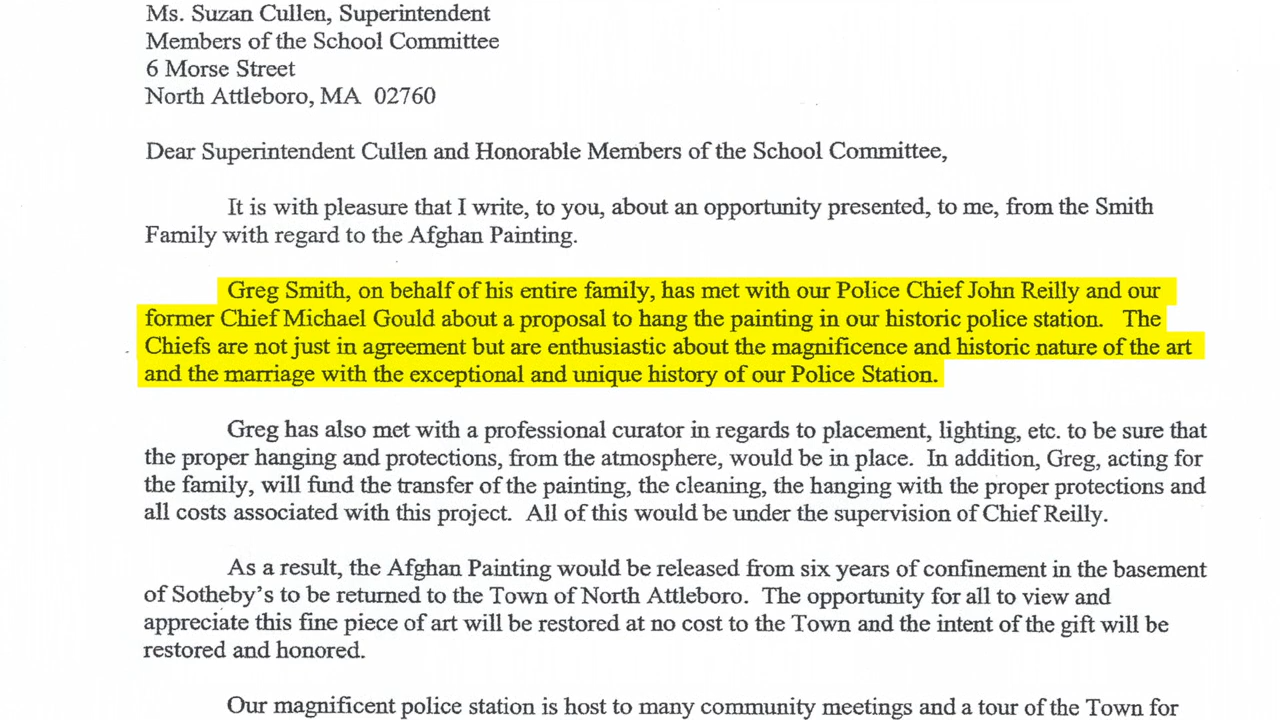 Ms. Suzan Cullen, Superintendent
Members of the School Committee
6 Morse Street
North Attleboro, MA 02760
Dear Superintendent Cullen and Honorable Members of the School Committee,
It is with pleasure that I write, to you, about an opportunity presented, to me, from the Smith
Family with regard to the Afghan Painting.
Greg Smith, on behalf of his entire family, has met with our Police Chief John Reilly and our
former Chief Michael Gould about a proposal to hang the painting in our historic police station. The
Chiefs are not just in agreement but are enthusiastic about the magnificence and historic nature of the art
and the marriage with the exceptional and unique history of our Police Station.
Greg has also met with a professional curator in regards to placement, lighting, etc. to be sure that
the proper hanging and protections, from the atmosphere, would be in place. In addition, Greg, acting for
the family, will fund the transfer of the painting, the cleaning, the hanging with the proper protections and
all costs associated with this project. All of this would be under the supervision of Chief Reilly.
As a result, the Afghan Painting would be released from six years of confinement in the basement
of Sotheby's to be returned to the Town of North Attleboro. The opportunity for all to view and
appreciate this fine piece of art will be restored at no cost to the Town and the intent of the gift will be
restored and honored.
Our magnificent police station is host to many community meetings and a tour of the Town for